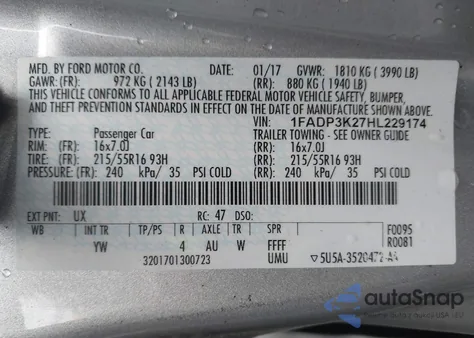 MFD. BY FORD MOTOR CO. DATE: 01/17 GVWR: 1810 KG ( 3990 LB)
GAWR: (FR) 972 KG ( 2143 LB) (RR) 880 KG ( 1940 LB)
THIS VEHICLE CONFORMS TO ALL APPLICABLE FEDERAL MOTOR VEHICLE SAFETY, BUMPER,
AND THEFT PREVENTION STANDARDS IN EFFECT ON THE DATE OF MANUFACTURE SHOWN ABOVE.
VIN: 1FADP3K27HL229174
TYPE: Passenger Car TRAILER TOWING - SEE OWNER GUIDE
RIM: (FR) 16x7.0J (RR) 16x7.0J
TIRE: (FR) 215/55R16 93H (RR) 215/55R16 93H
PRESSURE: (FR) 240 kPa/ 35 PSI COLD (RR) 240 kPa/ 35 PSI COLD
EXT PNT: UX RC: 47 DSO: F0095
WB INT TR TP/PS R AXLE TR SPR R0081
YW 4 AU W FFFF
3201701300723 UMU 5U5A-3520472-AA
autoSnap